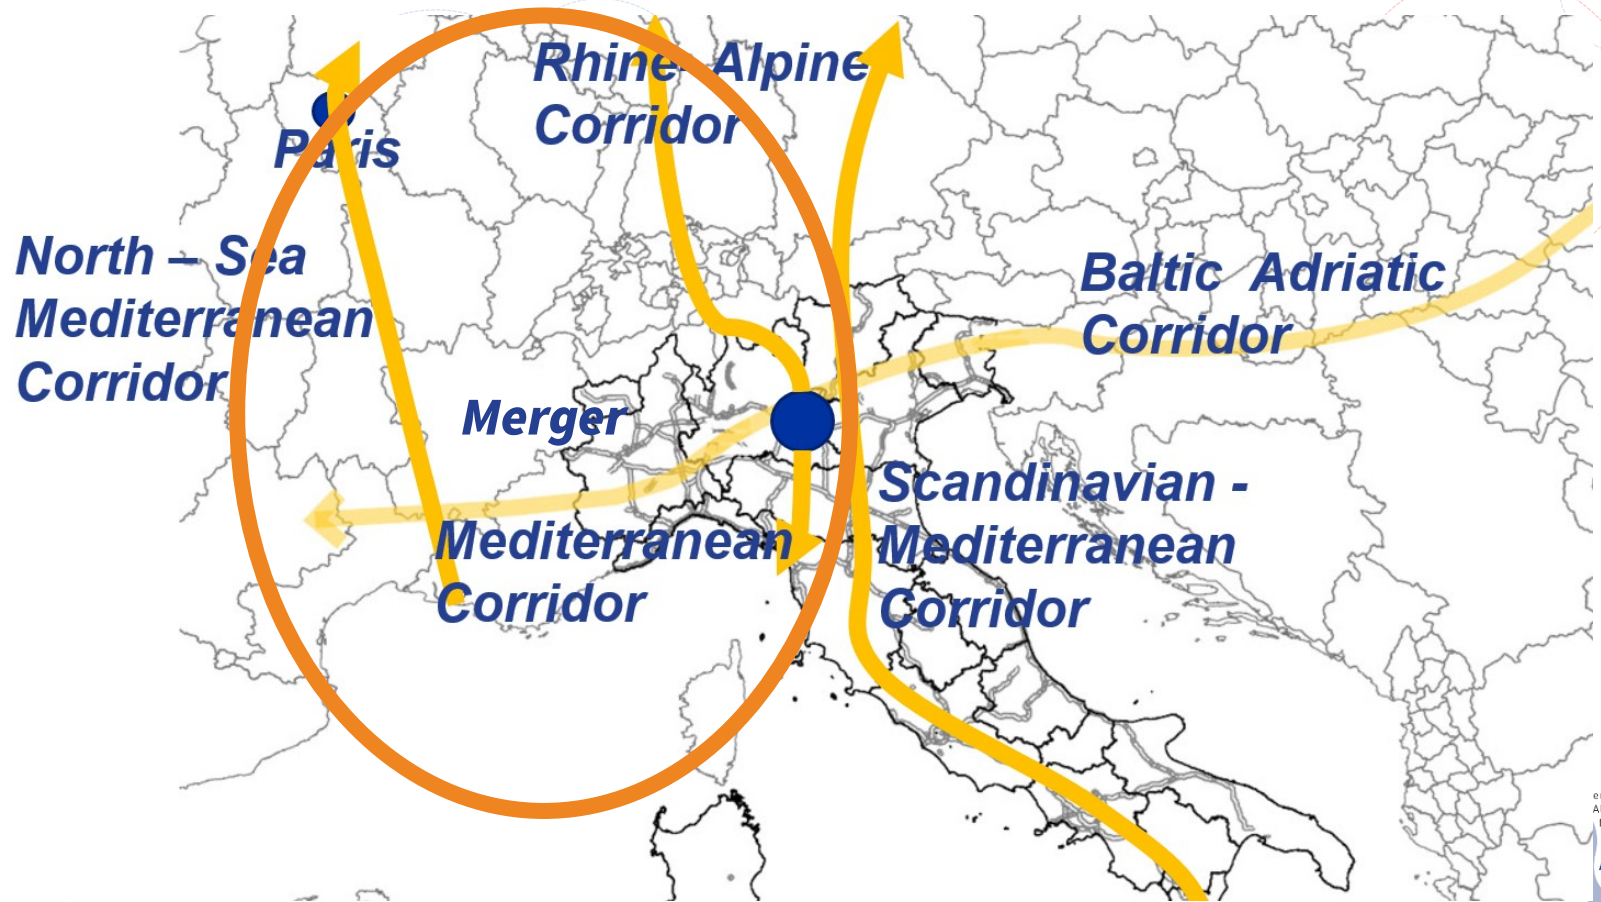 Rhine- Alpine
Corridor
Paris
North – Sea
Mediterranean
Corridor
Baltic Adriatic
Corridor
Merger
Scandinavian -
Mediterranean
Corridor
Mediterranean
Corridor